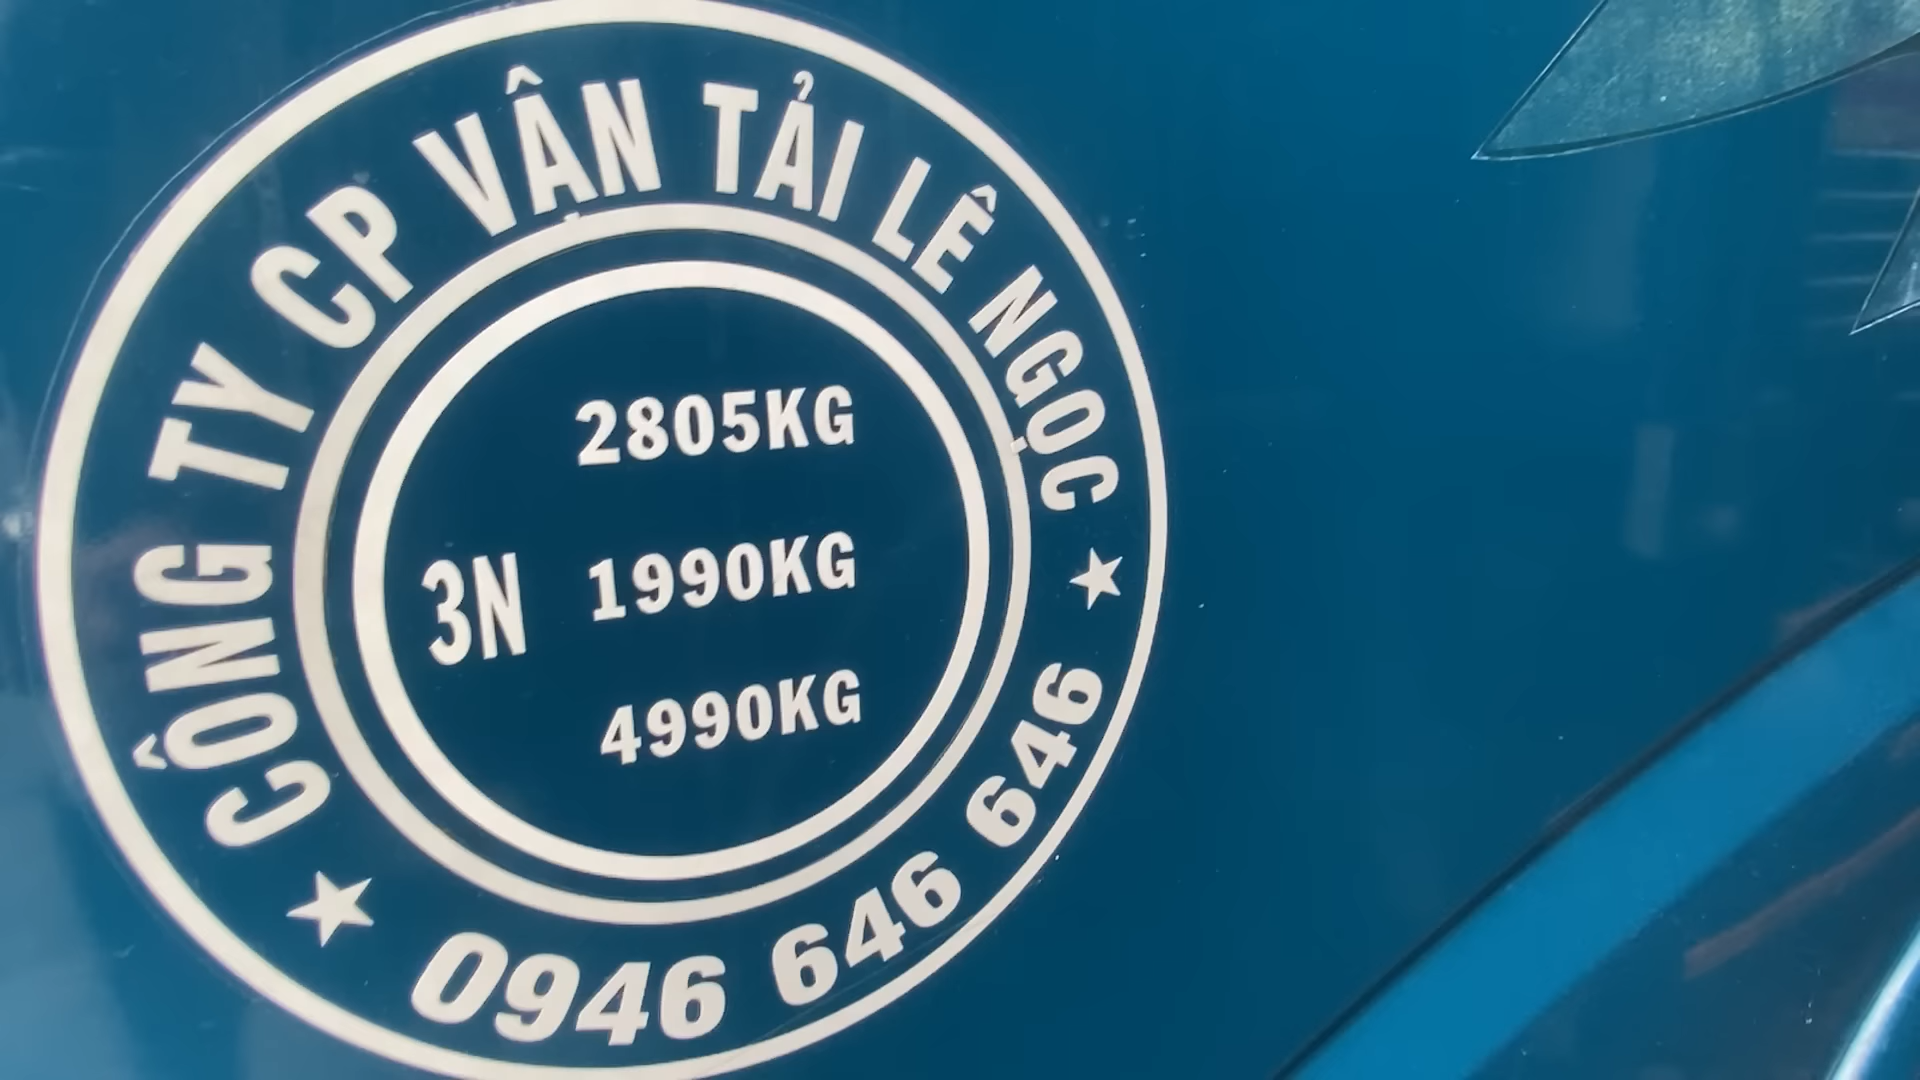 CÔNG TY CP VẬN TẢI LÊ NGỌC
2805KG
3N 1990KG
4990KG
0946 646 646